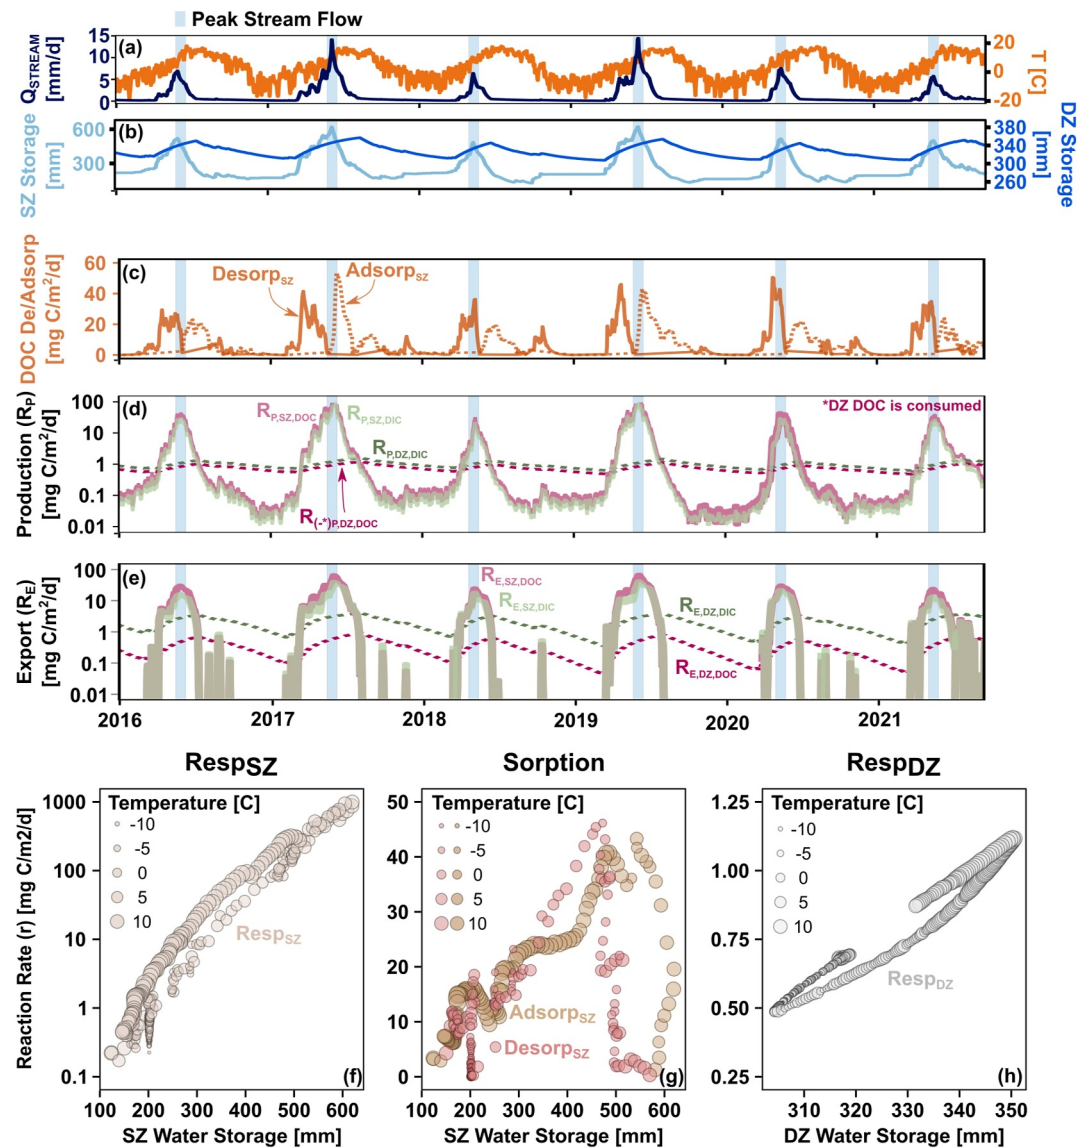 Peak Stream Flow
(a)
Q_STREAM
[mm/d]
15
10
5
0
20
0
-20
T [C]
(b)
SZ Storage
[mm]
600
300
380
340
300
260
DZ Storage
[mm]
(c)
DOC De/Adsorp
[mg C/m²/d]
60
40
20
0
Desorp_SZ
Adsorp_SZ
(d)
Production (R_P)
[mg C/m²/d]
100
10
1
0.1
0.01
R_P,SZ,DOC
R_P,SZ,DIC
*DZ DOC is consumed
R_P,DZ,DIC
R_(-*)P,DZ,DOC
(e)
Export (R_E)
[mg C/m²/d]
100
10
1
0.1
0.01
R_E,SZ,DOC
R_E,SZ,DIC
R_E,DZ,DIC
R_E,DZ,DOC
2016 2017 2018 2019 2020 2021
Resp_SZ
Reaction Rate (r) [mg C/m2/d]
1000
100
10
1
0.1
Temperature [C]
-10
-5
0
5
10
Resp_SZ
(f)
100 200 300 400 500 600
SZ Water Storage [mm]
Sorption
50
40
30
20
10
0
Temperature [C]
-10
-5
0
5
10
Adsorp_SZ
Desorp_SZ
(g)
100 200 300 400 500 600
SZ Water Storage [mm]
Resp_DZ
1.25
1.00
0.75
0.50
0.25
Temperature [C]
-10
-5
0
5
10
Resp_DZ
(h)
310 320 330 340 350
DZ Water Storage [mm]